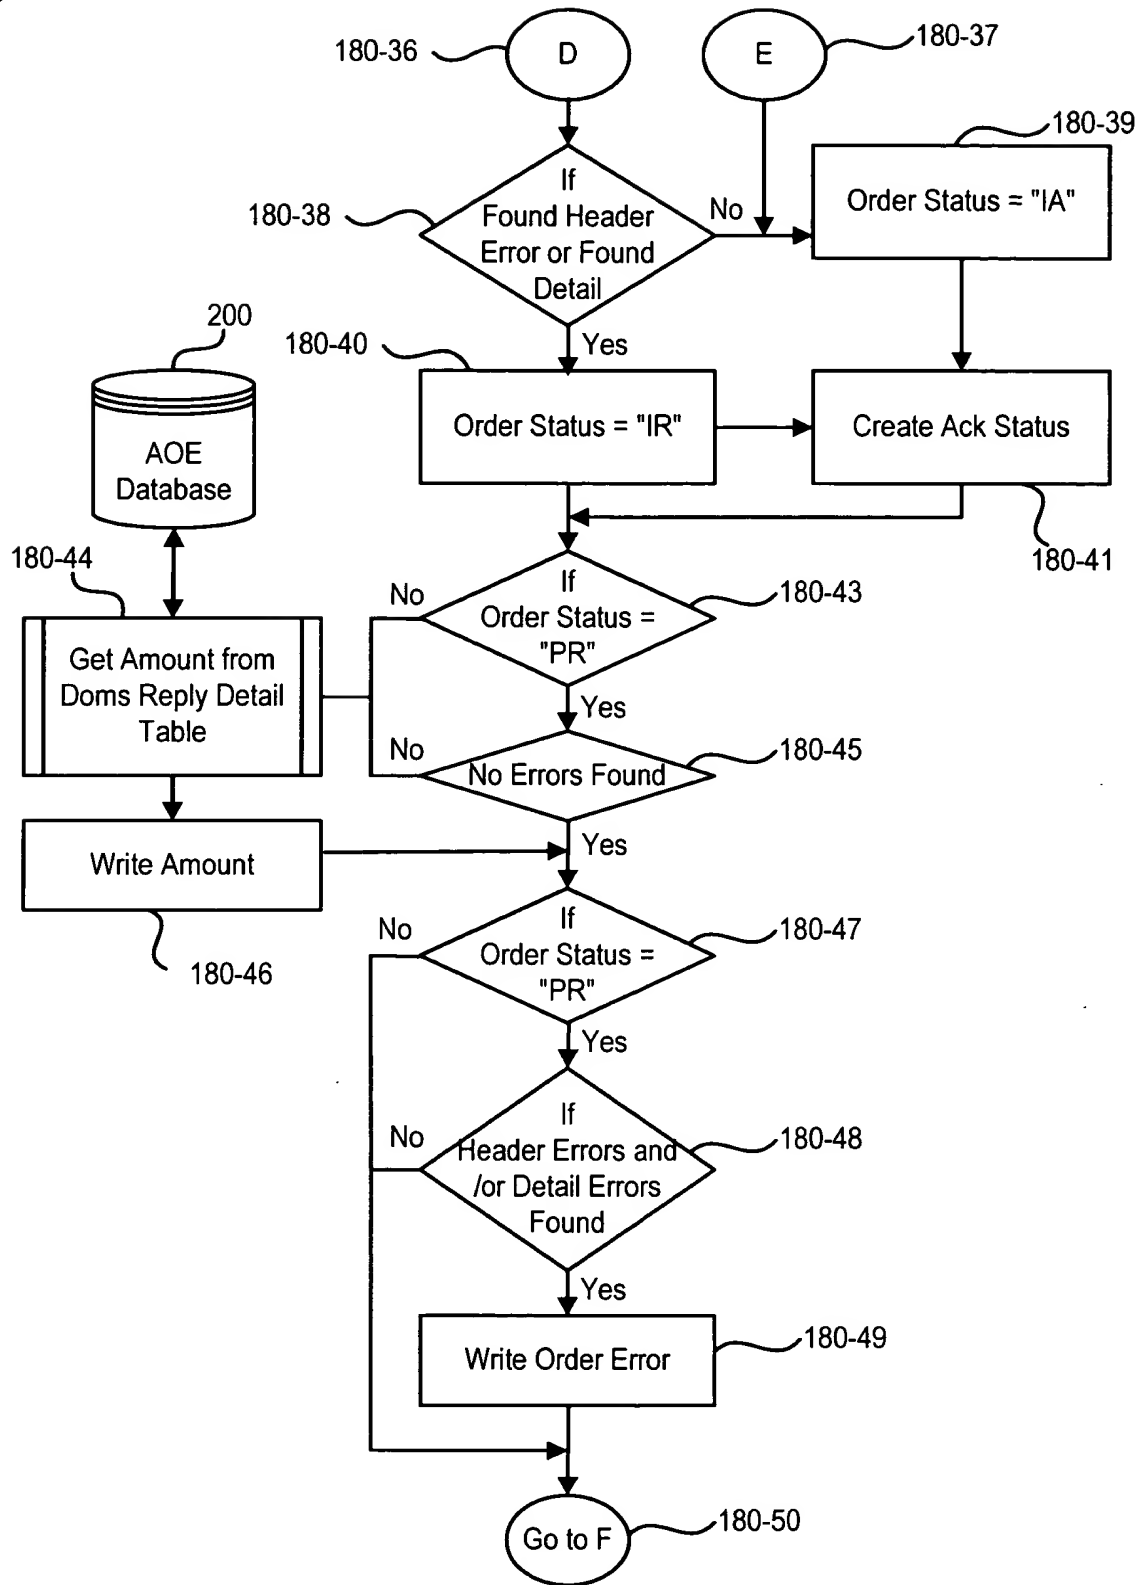 180-36
D
E
180-37
180-39
If
Found Header
Error or Found
Detail
180-38
No
Order Status = "IA"
200
180-40
Yes
AOE
Database
Order Status = "IR"
Create Ack Status
180-41
180-44
No
If
Order Status =
"PR"
180-43
Get Amount from
Doms Reply Detail
Table
Yes
No
No Errors Found
180-45
Yes
Write Amount
180-46
No
If
Order Status =
"PR"
180-47
Yes
No
If
Header Errors and
/or Detail Errors
Found
180-48
Yes
Write Order Error
180-49
Go to F
180-50